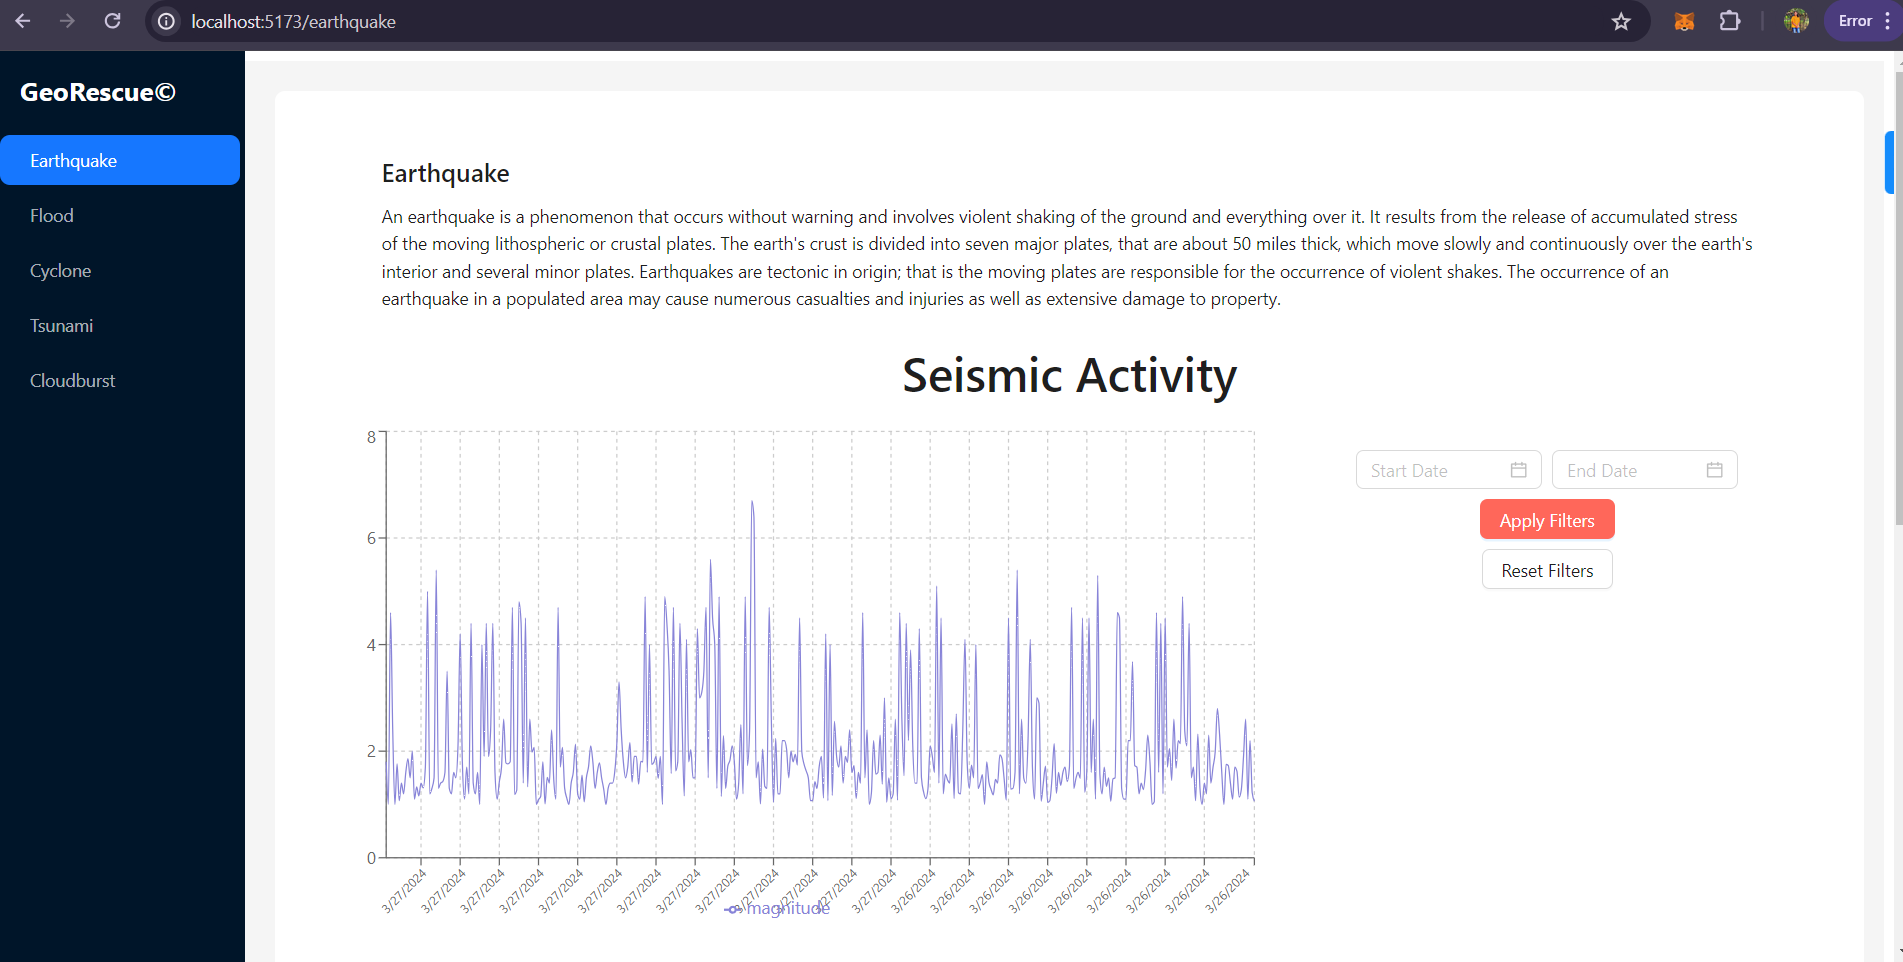 localhost:5173/earthquake
Error
GeoRescue©
Earthquake
Flood
Cyclone
Tsunami
Cloudburst
Earthquake
An earthquake is a phenomenon that occurs without warning and involves violent shaking of the ground and everything over it. It results from the release of accumulated stress
of the moving lithospheric or crustal plates. The earth's crust is divided into seven major plates, that are about 50 miles thick, which move slowly and continuously over the earth's
interior and several minor plates. Earthquakes are tectonic in origin; that is the moving plates are responsible for the occurrence of violent shakes. The occurrence of an
earthquake in a populated area may cause numerous casualties and injuries as well as extensive damage to property.
Seismic Activity
8
6
4
2
0
3/27/2024 3/27/2024 3/27/2024 3/27/2024 3/27/2024 3/27/2024 3/27/2024 3/27/2024 3/27/2024 3/27/2024 3/27/2024 3/27/2024 3/27/2024 3/26/2024 3/26/2024 3/26/2024 3/26/2024 3/26/2024 3/26/2024 3/26/2024 3/26/2024 3/26/2024
magnitude
Start Date
End Date
Apply Filters
Reset Filters